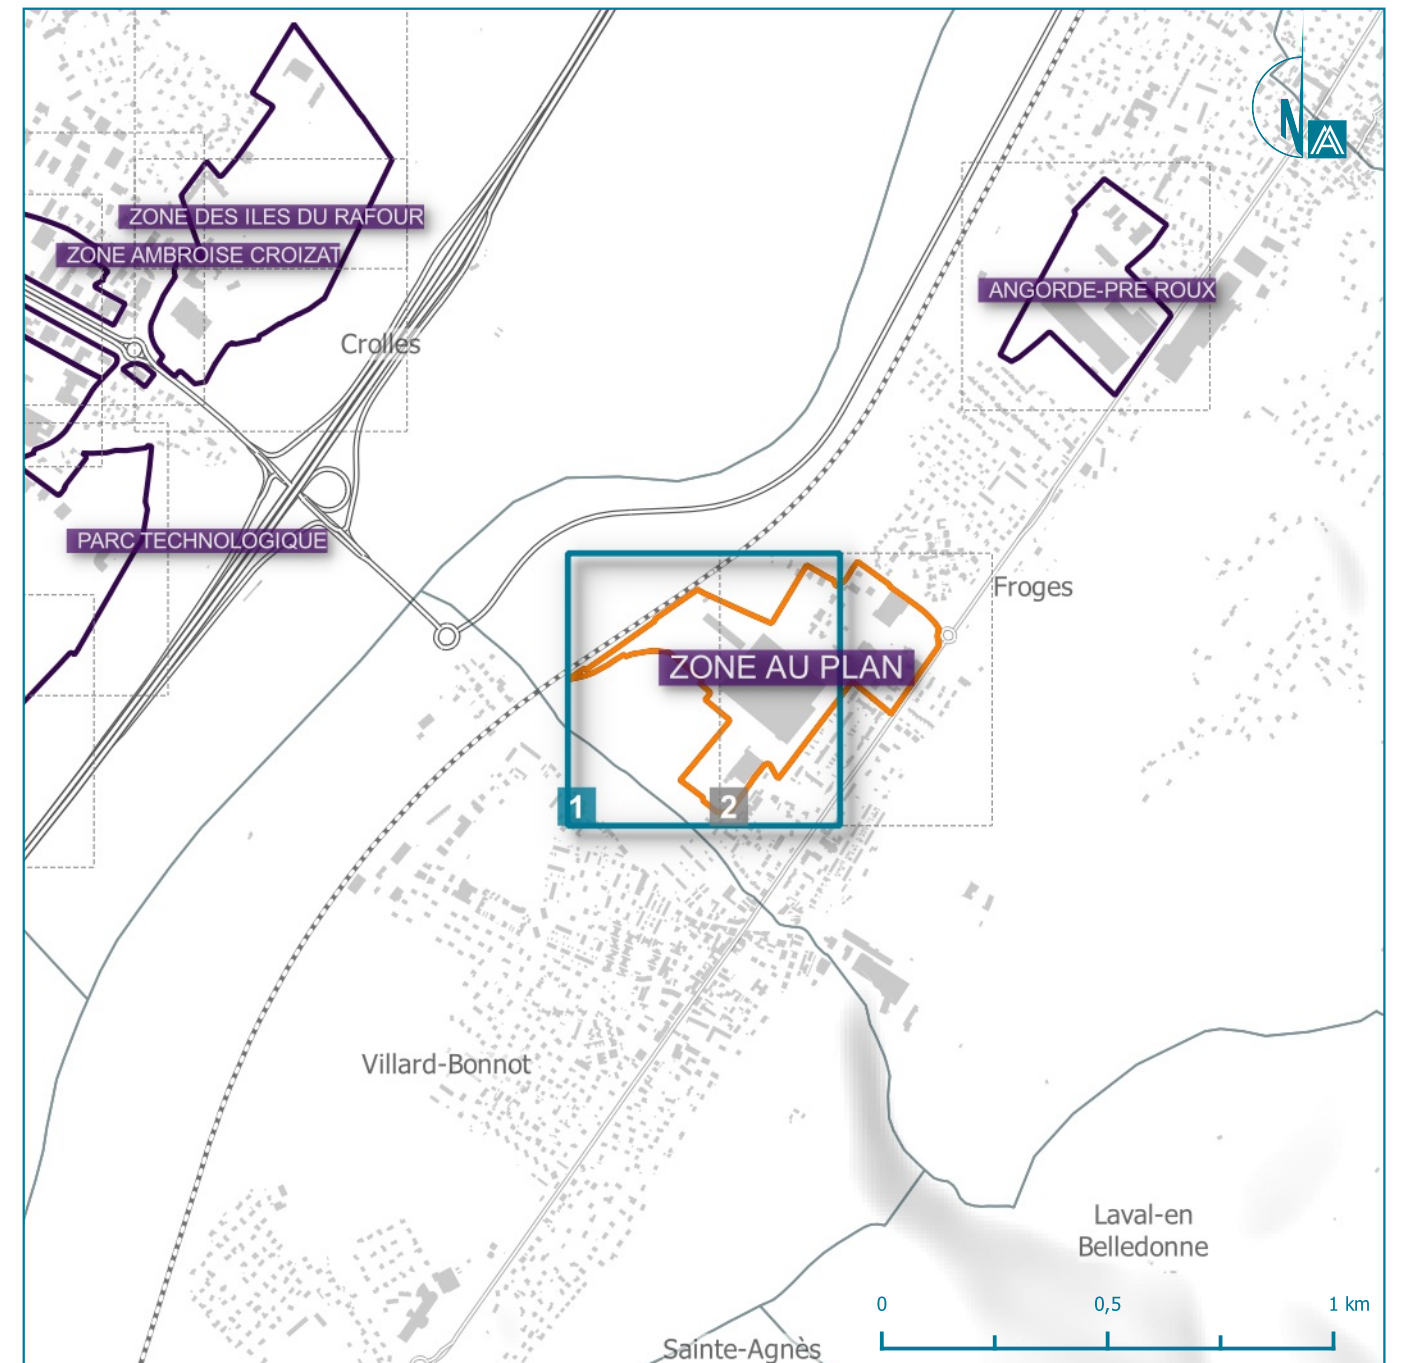 N
ZONE DES ILES DU RAFOUR
ZONE AMBROISE CROIZAT
ANGORDE-PRE ROUX
Crolles
PARC TECHNOLOGIQUE
Froges
ZONE AU PLAN
1
2
Villard-Bonnot
Laval-en
Belledonne
0
0,5
1 km
Sainte-Agnès